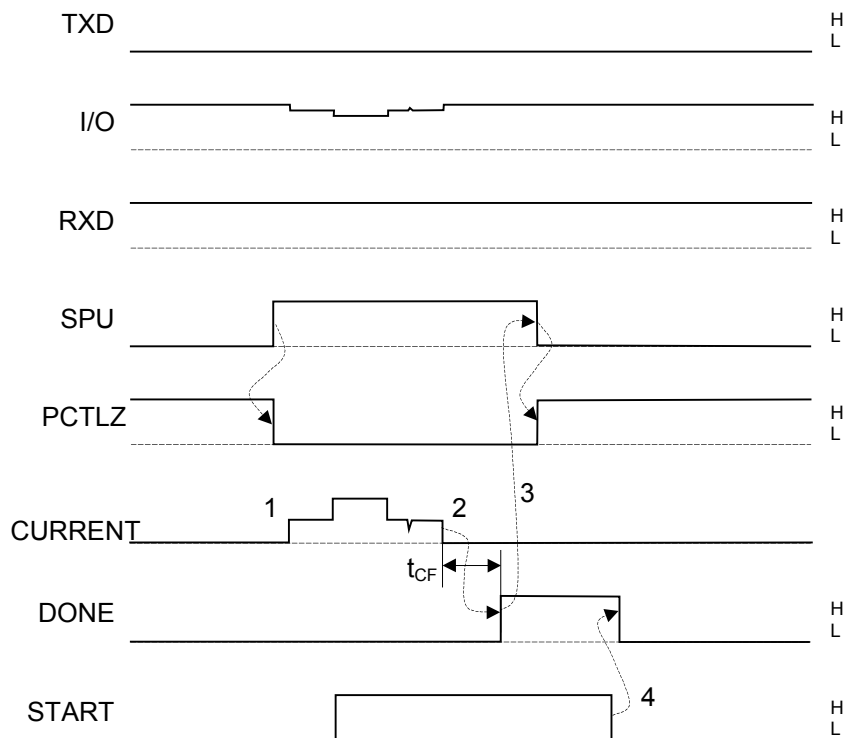 TXD H
L
I/O H
L
RXD H
L
SPU H
L
PCTLZ H
L
1 2 3
CURRENT
tCF
DONE H
L
4
START H
L